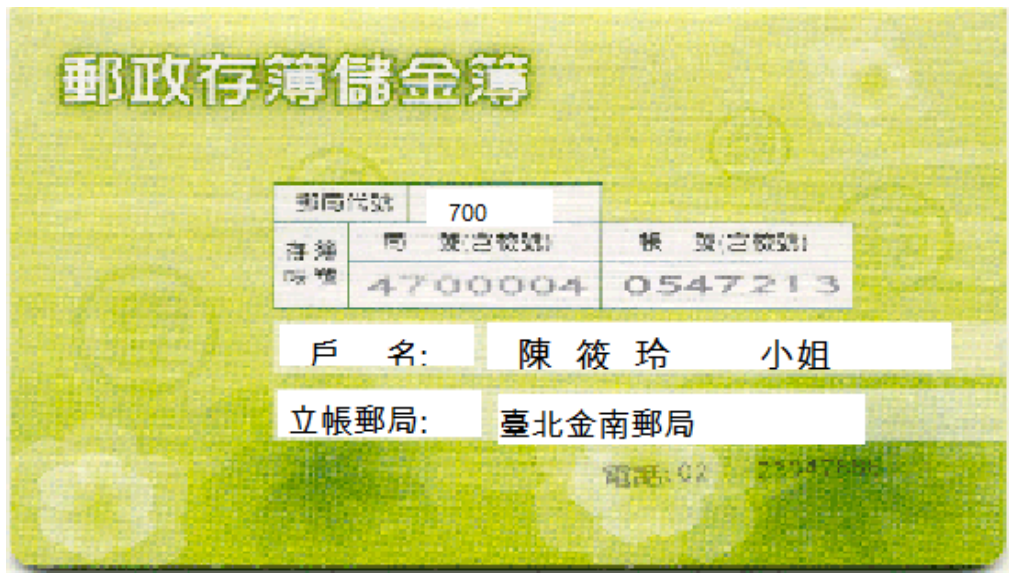 郵政存簿儲金簿
郵局代號 700
存簿帳號 局 號(含檢號) 帳 號(含檢號)
4700004 0547213
戶 名: 陳 筱 玲 小姐
立帳郵局: 臺北金南郵局
電話:02